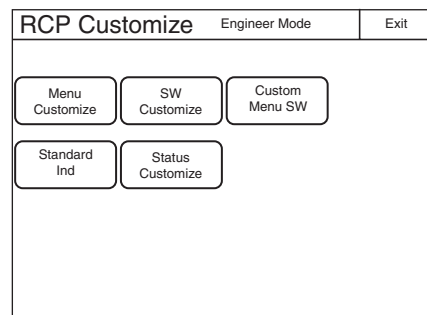 RCP Customize Engineer Mode Exit
Menu
Customize
SW
Customize
Custom
Menu SW
Standard
Ind
Status
Customize